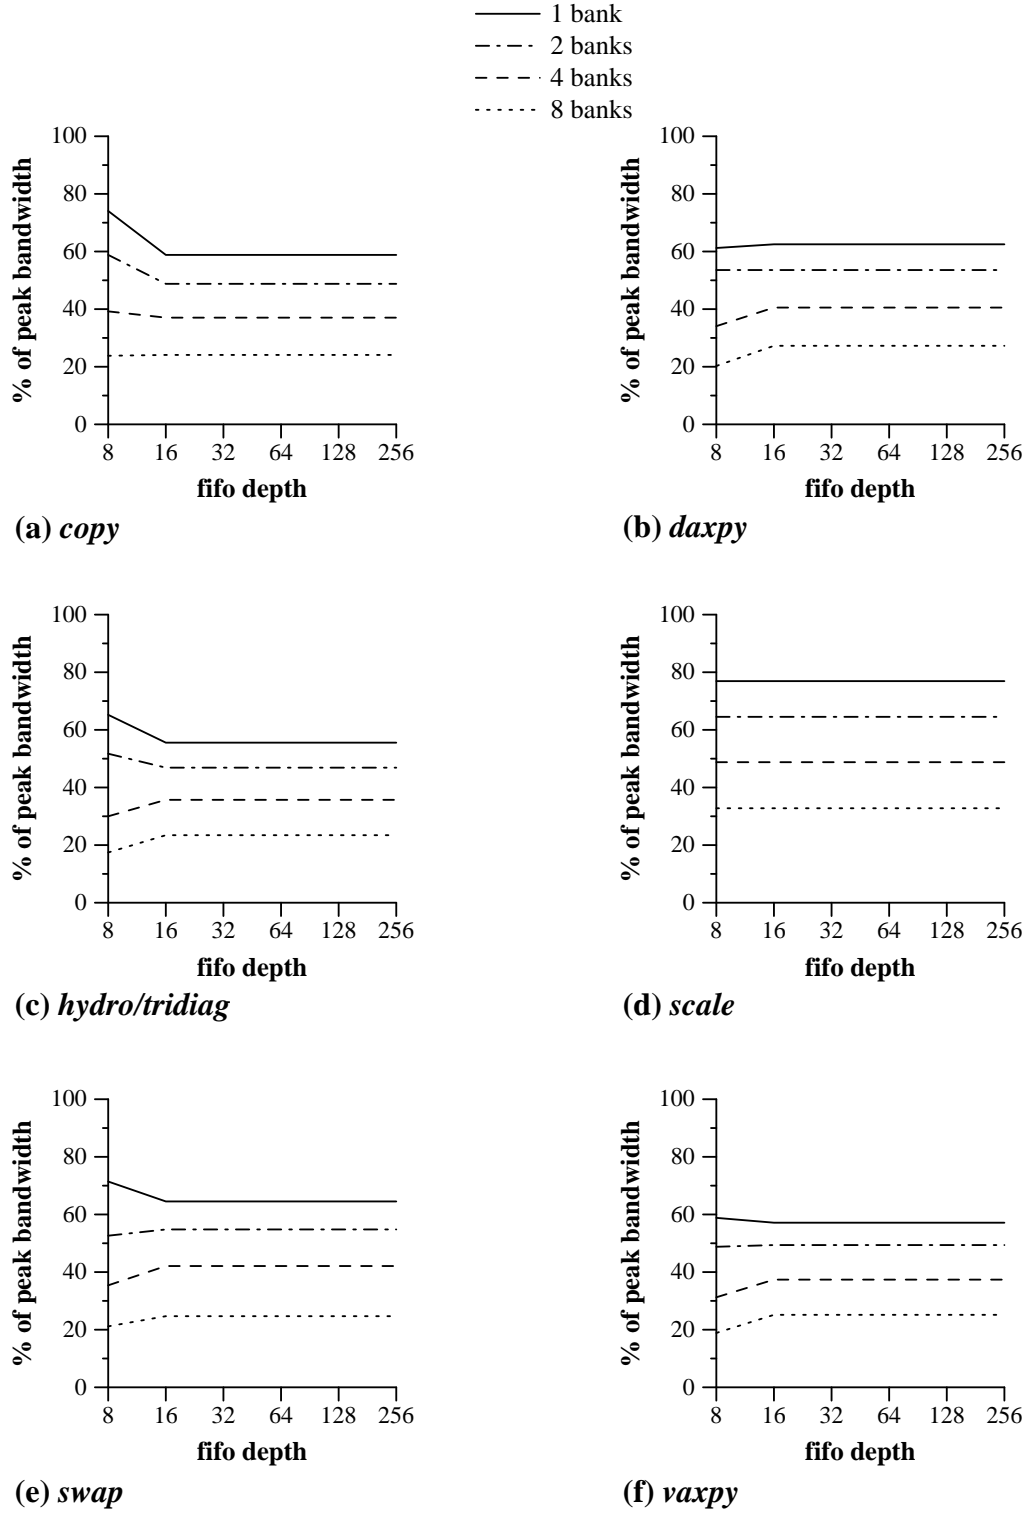 1 bank
2 banks
4 banks
8 banks
100
80
60
40
20
0
% of peak bandwidth
8 16 32 64 128 256
fifo depth
(a) copy
100
80
60
40
20
0
% of peak bandwidth
8 16 32 64 128 256
fifo depth
(b) daxpy
100
80
60
40
20
0
% of peak bandwidth
8 16 32 64 128 256
fifo depth
(c) hydro/tridiag
100
80
60
40
20
0
% of peak bandwidth
8 16 32 64 128 256
fifo depth
(d) scale
100
80
60
40
20
0
% of peak bandwidth
8 16 32 64 128 256
fifo depth
(e) swap
100
80
60
40
20
0
% of peak bandwidth
8 16 32 64 128 256
fifo depth
(f) vaxpy